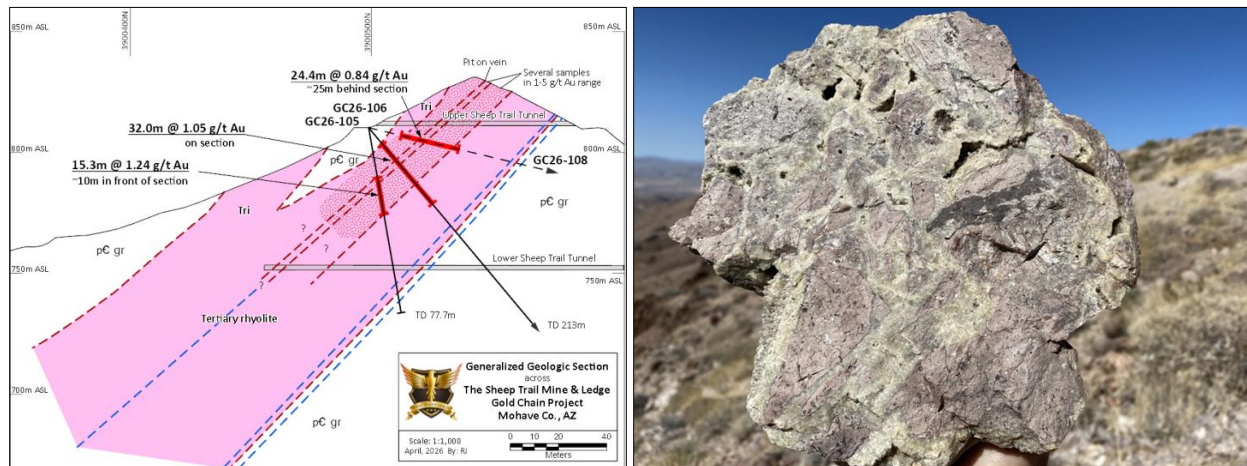 850m ASL
3900400N
3900500N
850m ASL
Pit on vein
24.4m @ 0.84 g/t Au
~25m behind section
Several samples
in 1-5 g/t Au range
GC26-106
GC26-105
Tri
Upper Sheep Trail Tunnel
32.0m @ 1.05 g/t Au
on section
800m ASL
800m ASL
p€ gr
GC26-108
15.3m @ 1.24 g/t Au
~10m in front of section
Tri
p€ gr
p€ gr
?
?
Lower Sheep Trail Tunnel
750m ASL
750m ASL
?
Tertiary rhyolite
TD 77.7m
TD 213m
700m ASL
p€ gr
Generalized Geologic Section
across
The Sheep Trail Mine & Ledge
Gold Chain Project
Mohave Co., AZ
Scale: 1:1,000
April, 2026 By: RJ
0 10 20 40
Meters